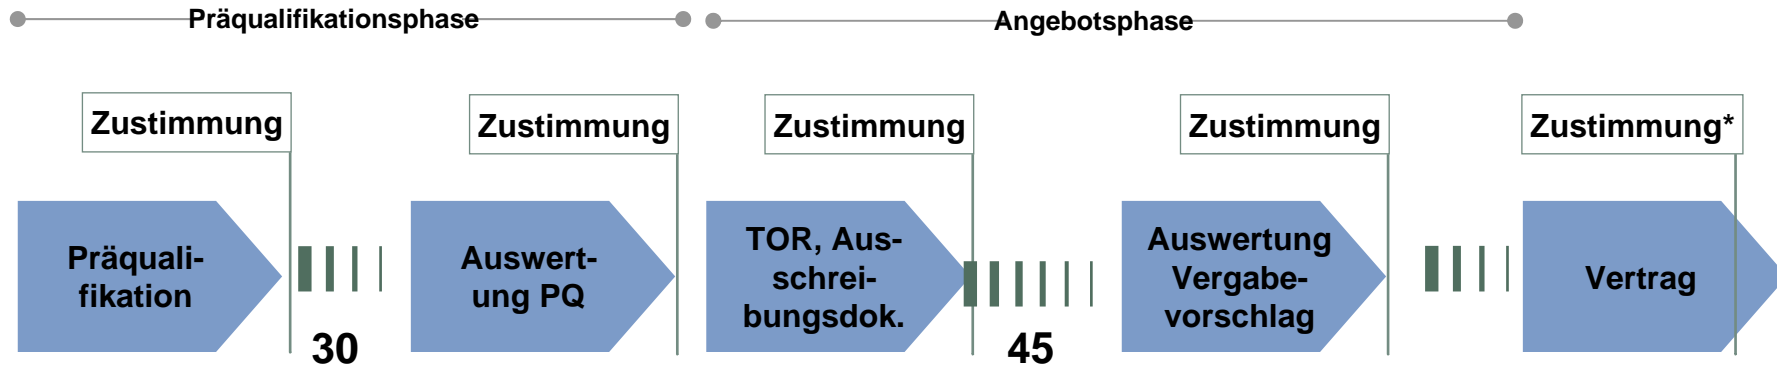 Präqualifikationsphase
Angebotsphase
Zustimmung
Zustimmung
Zustimmung
Zustimmung
Zustimmung*
Präquali-
fikation
30
Auswert-
ung PQ
TOR, Aus-
schrei-
bungsdok.
45
Auswertung
Vergabe-
vorschlag
Vertrag